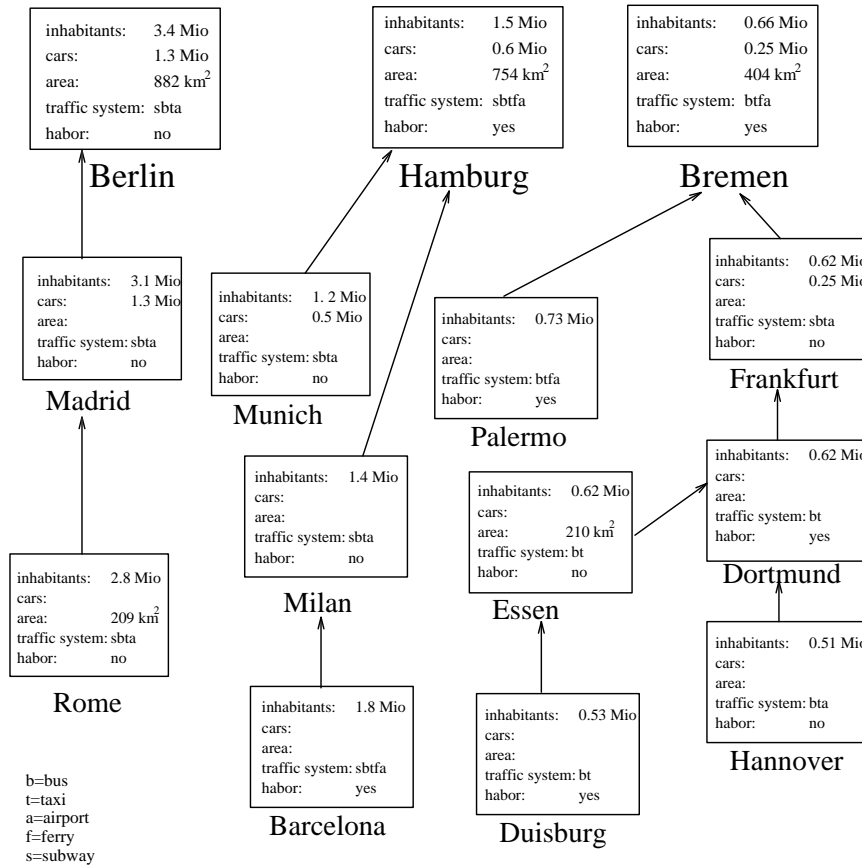 inhabitants: 3.4 Mio
cars: 1.3 Mio
area: 882 km²
traffic system: sbta
habor: no
Berlin
inhabitants: 1.5 Mio
cars: 0.6 Mio
area: 754 km²
traffic system: sbtfa
habor: yes
Hamburg
inhabitants: 0.66 Mio
cars: 0.25 Mio
area: 404 km²
traffic system: btfa
habor: yes
Bremen
inhabitants: 3.1 Mio
cars: 1.3 Mio
area:
traffic system: sbta
habor: no
Madrid
inhabitants: 1. 2 Mio
cars: 0.5 Mio
area:
traffic system: sbta
habor: no
Munich
inhabitants: 0.73 Mio
cars:
area:
traffic system: btfa
habor: yes
Palermo
inhabitants: 0.62 Mio
cars: 0.25 Mio
area:
traffic system: sbta
habor: no
Frankfurt
inhabitants: 1.4 Mio
cars:
area:
traffic system: sbta
habor: no
Milan
inhabitants: 0.62 Mio
cars:
area: 210 km²
traffic system: bt
habor: no
Essen
inhabitants: 0.62 Mio
cars:
area:
traffic system: bt
habor: yes
Dortmund
inhabitants: 2.8 Mio
cars:
area: 209 km²
traffic system: sbta
habor: no
Rome
inhabitants: 1.8 Mio
cars:
area:
traffic system: sbtfa
habor: yes
Barcelona
inhabitants: 0.53 Mio
cars:
area:
traffic system: bt
habor: yes
Duisburg
inhabitants: 0.51 Mio
cars:
area:
traffic system: bta
habor: no
Hannover
b=bus
t=taxi
a=airport
f=ferry
s=subway